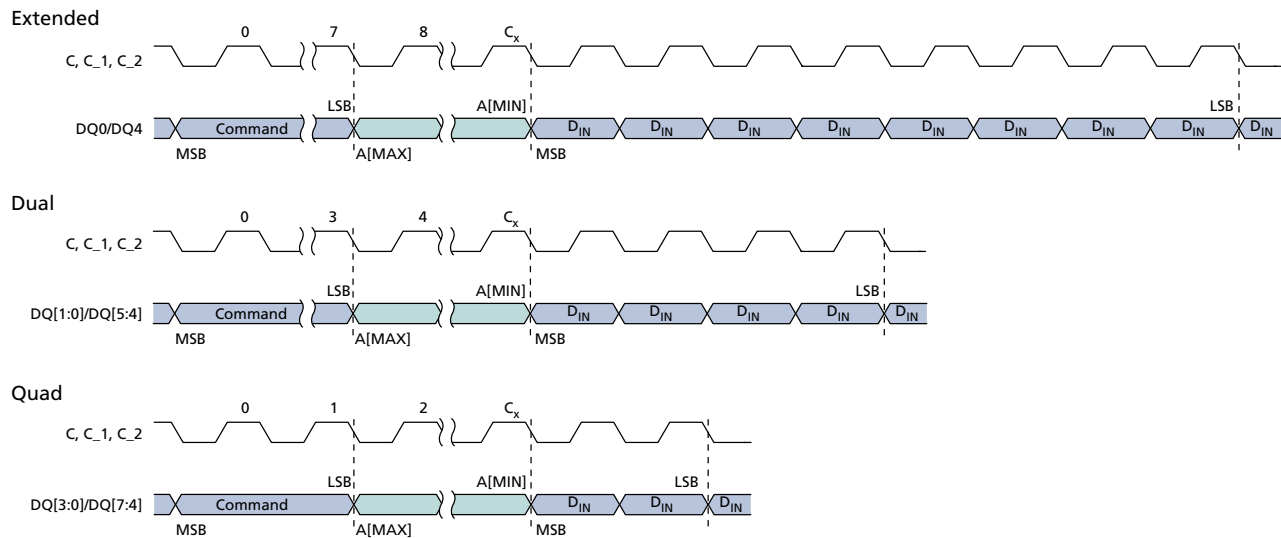 Extended
0 7 8 Cx
C, C_1, C_2
LSB A[MIN] LSB
DQ0/DQ4 Command DIN DIN DIN DIN DIN DIN DIN DIN DIN
MSB A[MAX] MSB
Dual
0 3 4 Cx
C, C_1, C_2
LSB A[MIN] LSB
DQ[1:0]/DQ[5:4] Command DIN DIN DIN DIN DIN
MSB A[MAX] MSB
Quad
0 1 2 Cx
C, C_1, C_2
LSB A[MIN] LSB
DQ[3:0]/DQ[7:4] Command DIN DIN DIN
MSB A[MAX] MSB